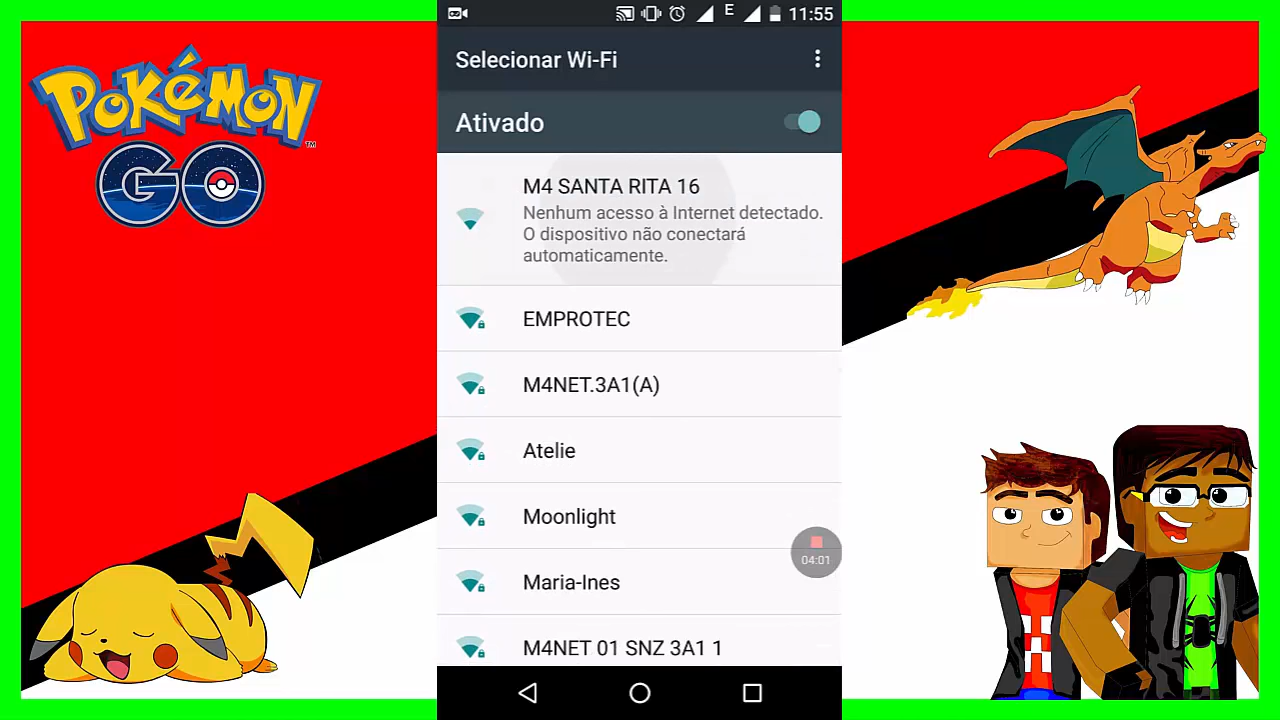 POKéMON
TM
GO
E
11:55
Selecionar Wi-Fi
Ativado
M4 SANTA RITA 16
Nenhum acesso à Internet detectado.
O dispositivo não conectará
automaticamente.
EMPROTEC
M4NET.3A1(A)
Atelie
Moonlight
04:01
Maria-Ines
M4NET 01 SNZ 3A1 1